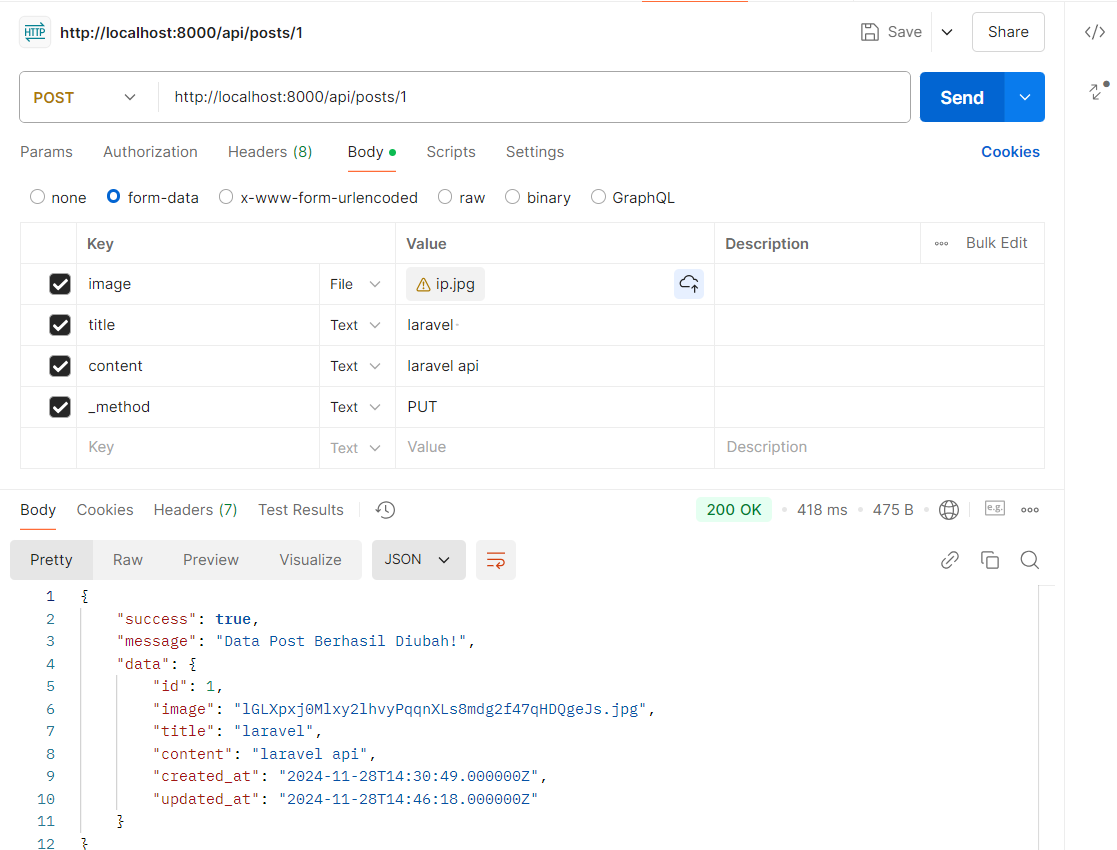 HTTP http://localhost:8000/api/posts/1 Save Share
POST http://localhost:8000/api/posts/1 Send
Params Authorization Headers (8) Body Scripts Settings Cookies
none form-data x-www-form-urlencoded raw binary GraphQL
Key Value Description Bulk Edit
image File ip.jpg
title Text laravel
content Text laravel api
_method Text PUT
Key Text Value Description
Body Cookies Headers (7) Test Results 200 OK 418 ms 475 B e.g.
Pretty Raw Preview Visualize JSON
1 {
2 "success": true,
3 "message": "Data Post Berhasil Diubah!",
4 "data": {
5 "id": 1,
6 "image": "lGLXpxj0Mlxy2lhvyPqqnXLs8mdg2f47qHDQgeJs.jpg",
7 "title": "laravel",
8 "content": "laravel api",
9 "created_at": "2024-11-28T14:30:49.000000Z",
10 "updated_at": "2024-11-28T14:46:18.000000Z"
11 }
12 }